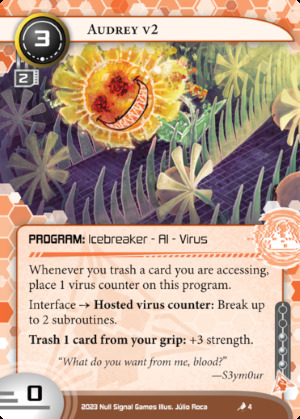 Audrey v2
3
2
PROGRAM: Icebreaker - AI - Virus
Whenever you trash a card you are accessing,
place 1 virus counter on this program.
Interface → Hosted virus counter: Break up
to 2 subroutines.
Trash 1 card from your grip: +3 strength.
"What do you want from me, blood?"
—S3ym0ur
0
2023 Null Signal Games Illus. Júlio Rocha
4